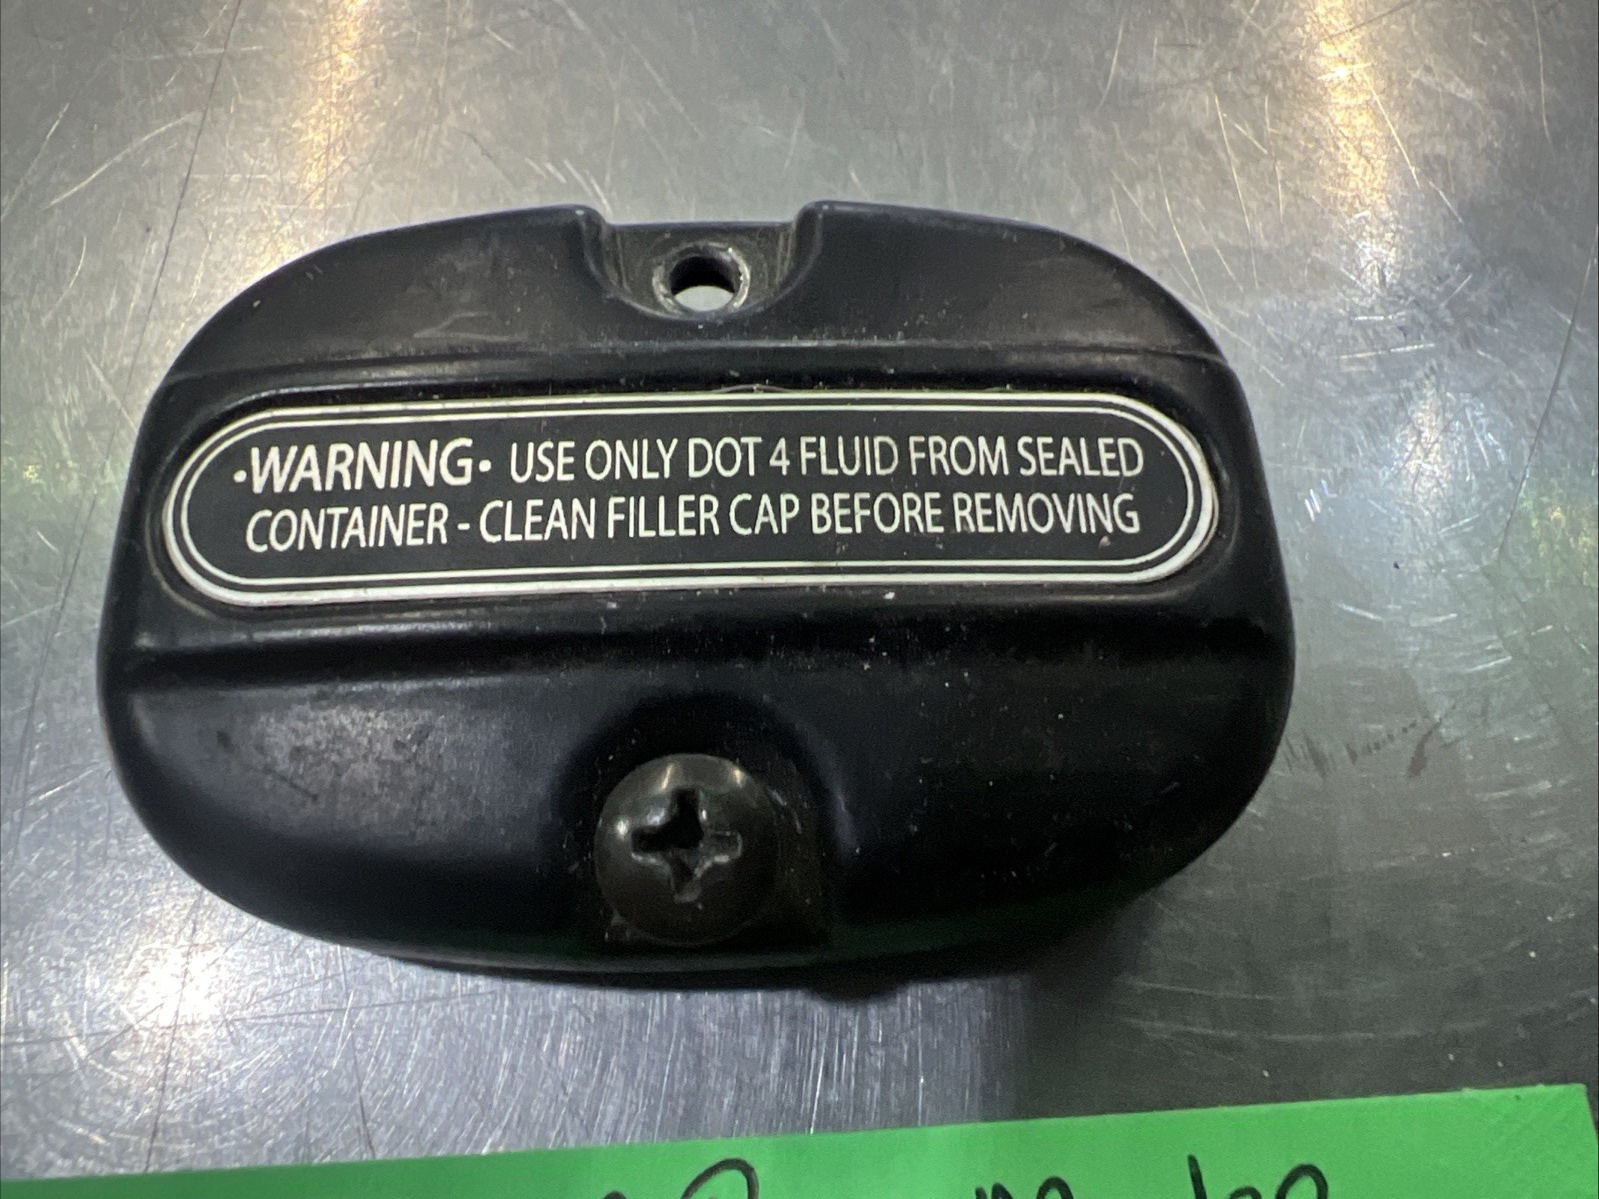 ·WARNING· USE ONLY DOT 4 FLUID FROM SEALED
CONTAINER - CLEAN FILLER CAP BEFORE REMOVING